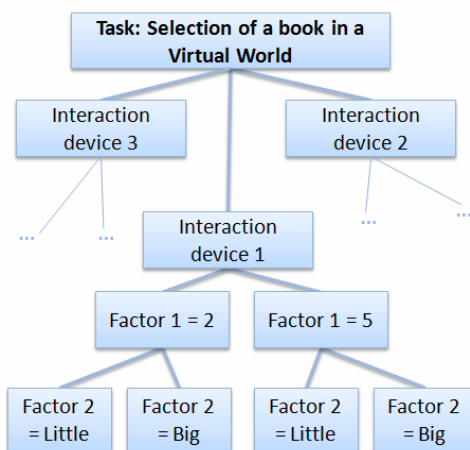 Task: Selection of a book in a
Virtual World
Interaction
device 3
Interaction
device 2
...
...
...
...
Interaction
device 1
Factor 1 = 2
Factor 1 = 5
Factor 2
= Little
Factor 2
= Big
Factor 2
= Little
Factor 2
= Big